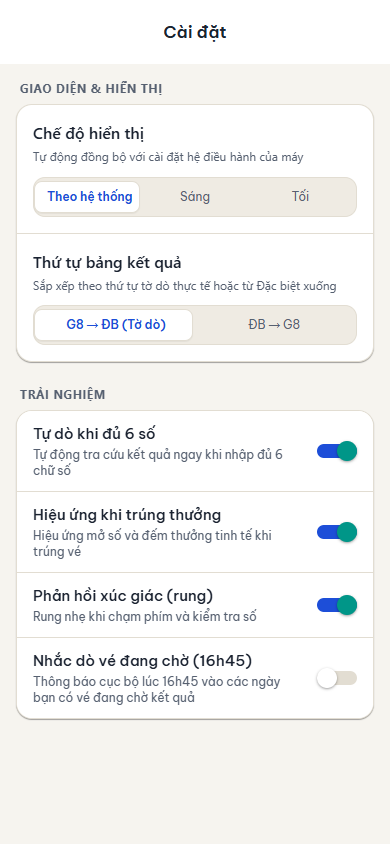 Cài đặt
GIAO DIỆN & HIỂN THỊ
Chế độ hiển thị
Tự động đồng bộ với cài đặt hệ điều hành của máy
Theo hệ thống
Sáng
Tối
Thứ tự bảng kết quả
Sắp xếp theo thứ tự tờ dò thực tế hoặc từ Đặc biệt xuống
G8→ĐB (Tờ dò)
ĐB→G8
TRẢI NGHIỆM
Tự dò khi đủ 6 số
Tự động tra cứu kết quả ngay khi nhập đủ 6
chữ số
Hiệu ứng khi trúng thưởng
Hiệu ứng mở số và đếm thưởng tinh tế khi
trúng vé
Phản hồi xúc giác (rung)
Rung nhẹ khi chạm phím và kiểm tra số
Nhắc dò vé đang chờ (16h45)
Thông báo cục bộ lúc 16h45 vào các ngày
bạn có vé đang chờ kết quả